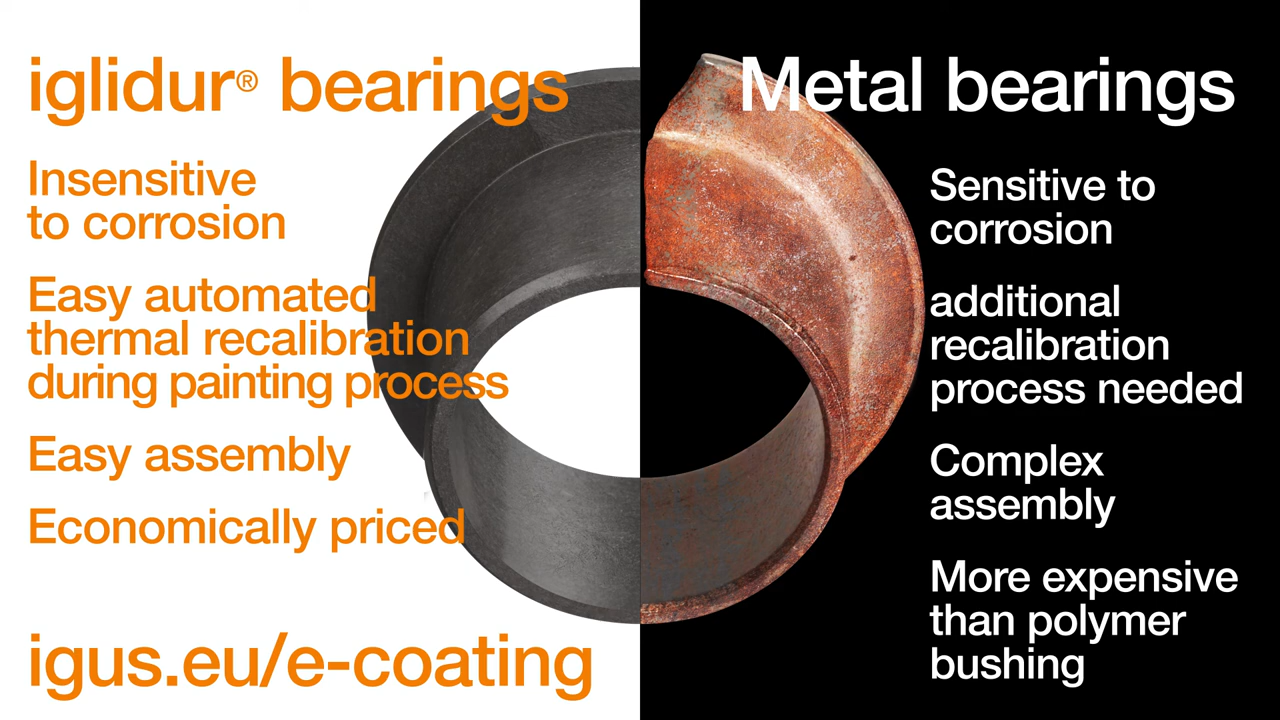 iglidur® bearings
Insensitive
to corrosion
Easy automated
thermal recalibration
during painting process
Easy assembly
Economically priced
igus.eu/e-coating
Metal bearings
Sensitive to
corrosion
additional
recalibration
process needed
Complex
assembly
More expensive
than polymer
bushing